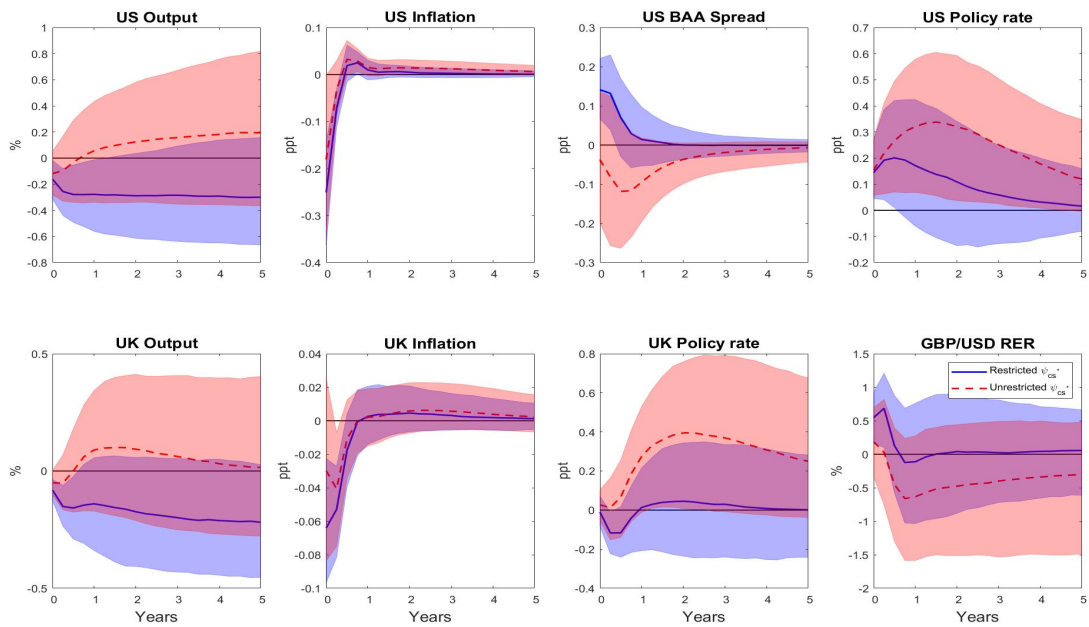 US Output
%
1
0.8
0.6
0.4
0.2
0
-0.2
-0.4
-0.6
-0.8
0 1 2 3 4 5
US Inflation
ppt
0.1
0
-0.1
-0.2
-0.3
-0.4
0 1 2 3 4 5
US BAA Spread
ppt
0.3
0.2
0.1
0
-0.1
-0.2
-0.3
0 1 2 3 4 5
US Policy rate
ppt
0.7
0.6
0.5
0.4
0.3
0.2
0.1
0
-0.1
-0.2
0 1 2 3 4 5
UK Output
%
0.5
0
-0.5
0 1 2 3 4 5
Years
UK Inflation
ppt
0.04
0.02
0
-0.02
-0.04
-0.06
-0.08
-0.1
0 1 2 3 4 5
Years
UK Policy rate
ppt
0.8
0.6
0.4
0.2
0
-0.2
-0.4
0 1 2 3 4 5
Years
GBP/USD RER
%
1.5
1
0.5
0
-0.5
-1
-1.5
-2
0 1 2 3 4 5
Years
Restricted ψcs*
Unrestricted ψcs*